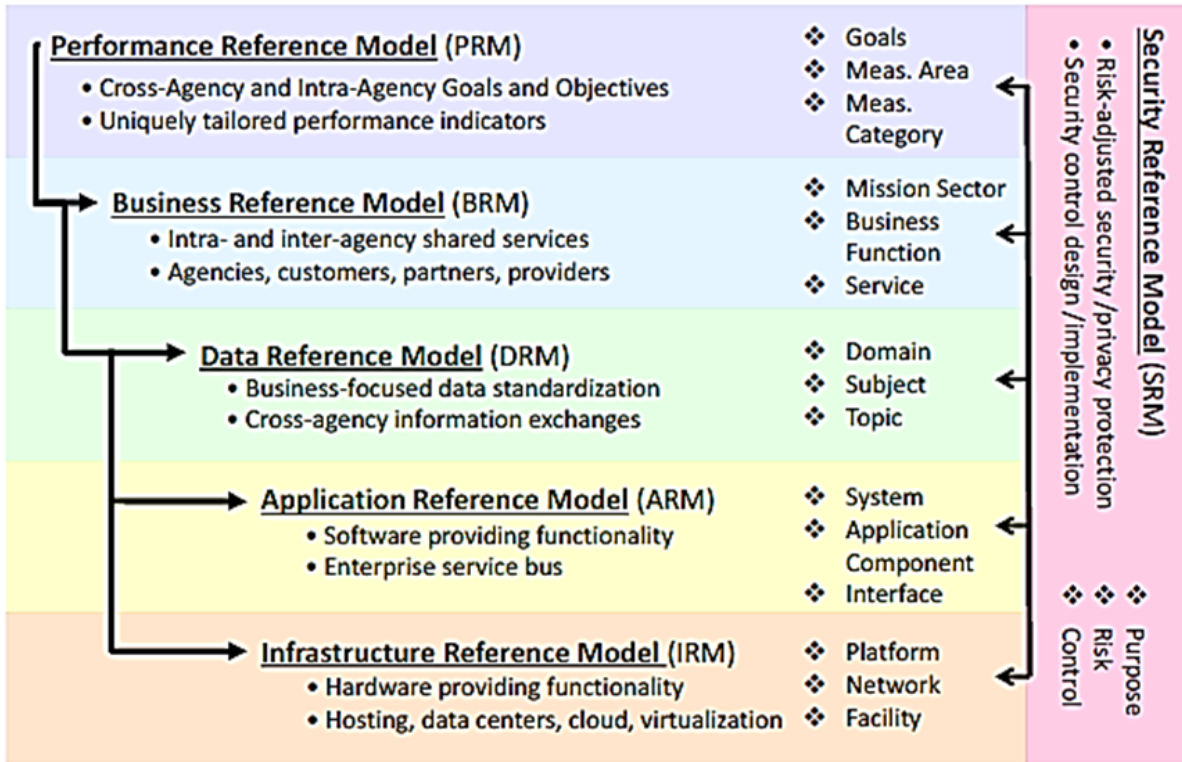 Performance Reference Model (PRM)
• Cross-Agency and Intra-Agency Goals and Objectives
• Uniquely tailored performance indicators
❖ Goals
❖ Meas. Area
❖ Meas.
Category
Business Reference Model (BRM)
• Intra- and inter-agency shared services
• Agencies, customers, partners, providers
❖ Mission Sector
❖ Business
Function
❖ Service
Data Reference Model (DRM)
• Business-focused data standardization
• Cross-agency information exchanges
❖ Domain
❖ Subject
❖ Topic
Application Reference Model (ARM)
• Software providing functionality
• Enterprise service bus
❖ System
❖ Application
Component
❖ Interface
Infrastructure Reference Model (IRM)
• Hardware providing functionality
• Hosting, data centers, cloud, virtualization
❖ Platform
❖ Network
❖ Facility
Security Reference Model (SRM)
• Risk-adjusted security/privacy protection
• Security control design/implementation
❖ Purpose
❖ Risk
❖ Control